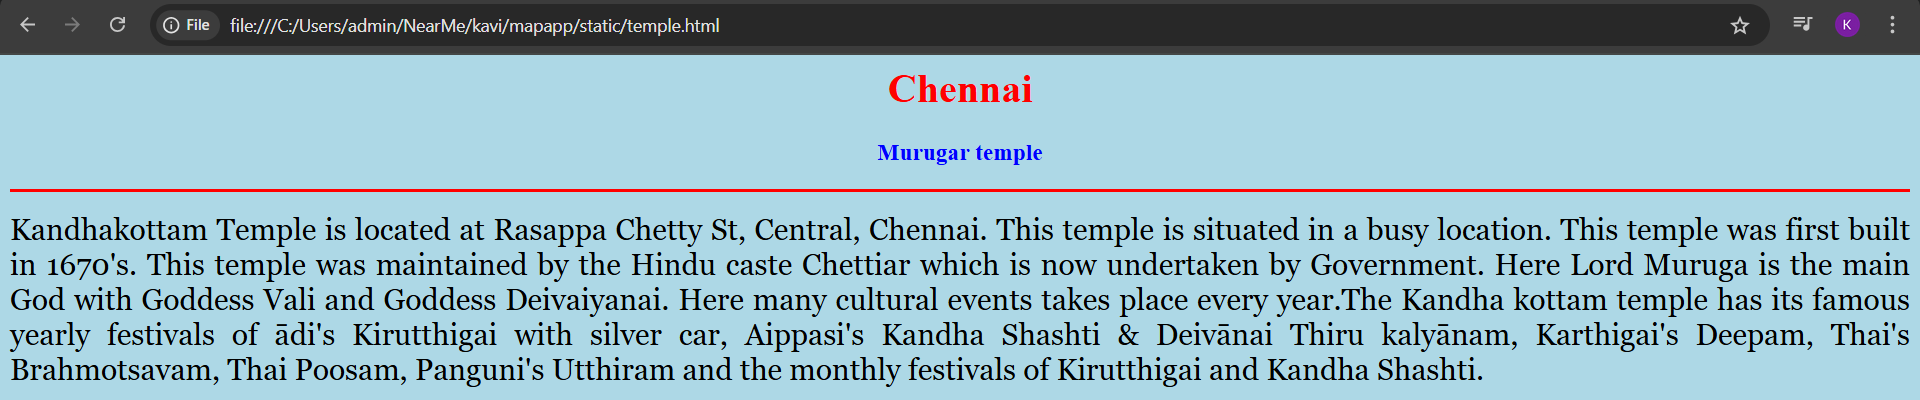 File file:///C:/Users/admin/NearMe/kavi/mapapp/static/temple.html K
Chennai
Murugar temple
Kandhakottam Temple is located at Rasappa Chetty St, Central, Chennai. This temple is situated in a busy location. This temple was first built
in 1670's. This temple was maintained by the Hindu caste Chettiar which is now undertaken by Government. Here Lord Muruga is the main
God with Goddess Vali and Goddess Deivaiyanai. Here many cultural events takes place every year.The Kandha kottam temple has its famous
yearly festivals of ādi's Kirutthigai with silver car, Aippasi's Kandha Shashti & Deivānai Thiru kalyānam, Karthigai's Deepam, Thai's
Brahmotsavam, Thai Poosam, Panguni's Utthiram and the monthly festivals of Kirutthigai and Kandha Shashti.